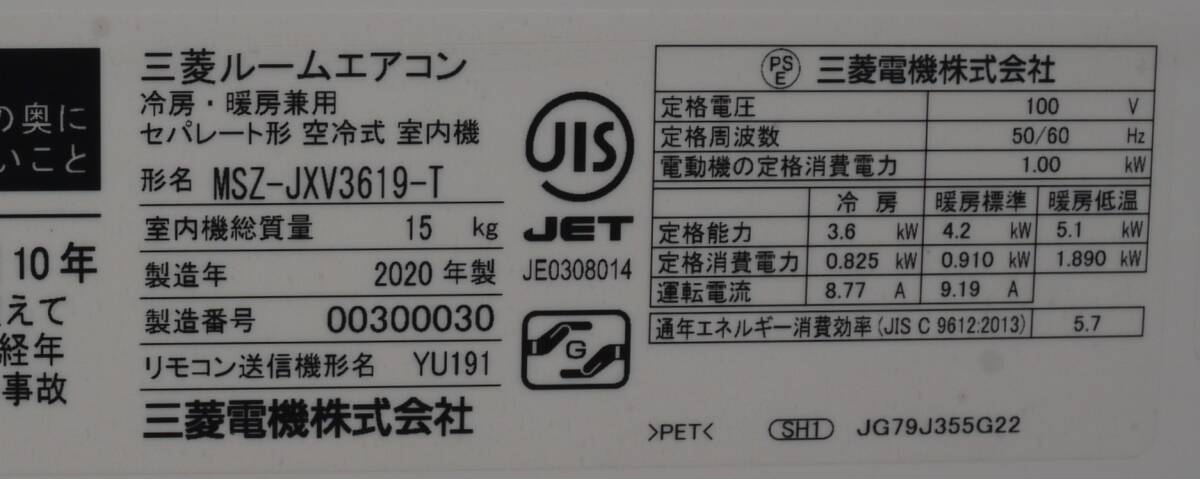 の奥に
いこと
10年
えて
経年
事故
三菱ルームエアコン
冷房・暖房兼用
セパレート形 空冷式 室内機
形名 MSZ-JXV3619-T
室内機総質量 15 kg
製造年 2020 年製
製造番号 00300030
リモコン送信機形名 YU191
三菱電機株式会社
JIS
JET
JE0308014
G
PS E 三菱電機株式会社
定格電圧 100 V
定格周波数 50/60 Hz
電動機の定格消費電力 1.00 kW
冷房 暖房標準 暖房低温
定格能力 3.6 kW 4.2 kW 5.1 kW
定格消費電力 0.825 kW 0.910 kW 1.890 kW
運転電流 8.77 A 9.19 A
通年エネルギー消費効率(JIS C 9612:2013) 5.7
>PET< SH1 JG79J355G22